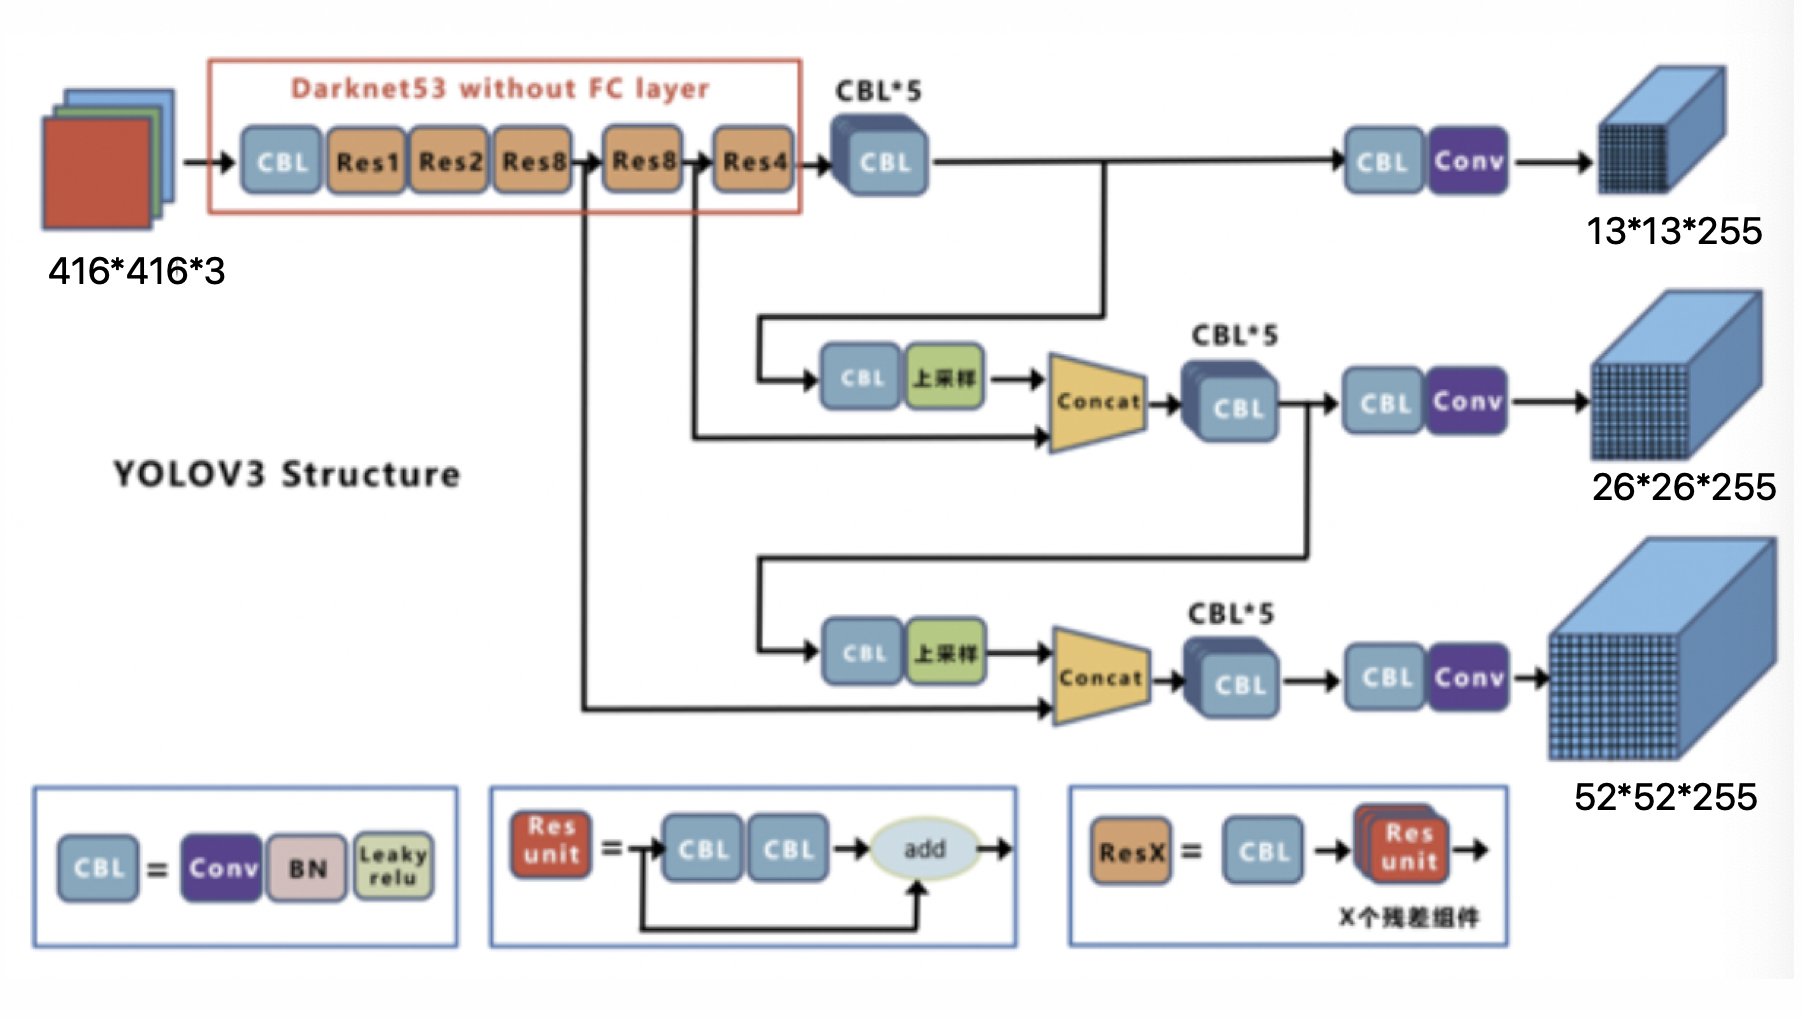 Darknet53 without FC layer
CBL*5
CBL Res1 Res2 Res8 Res8 Res4 CBL CBL Conv
13*13*255
416*416*3
CBL*5
CBL 上采样 Concat CBL CBL Conv
YOLOV3 Structure
26*26*255
CBL*5
CBL 上采样 Concat CBL CBL Conv
52*52*255
CBL = Conv BN Leaky relu
Res unit = CBL CBL add
ResX = CBL Res unit
X个残差组件